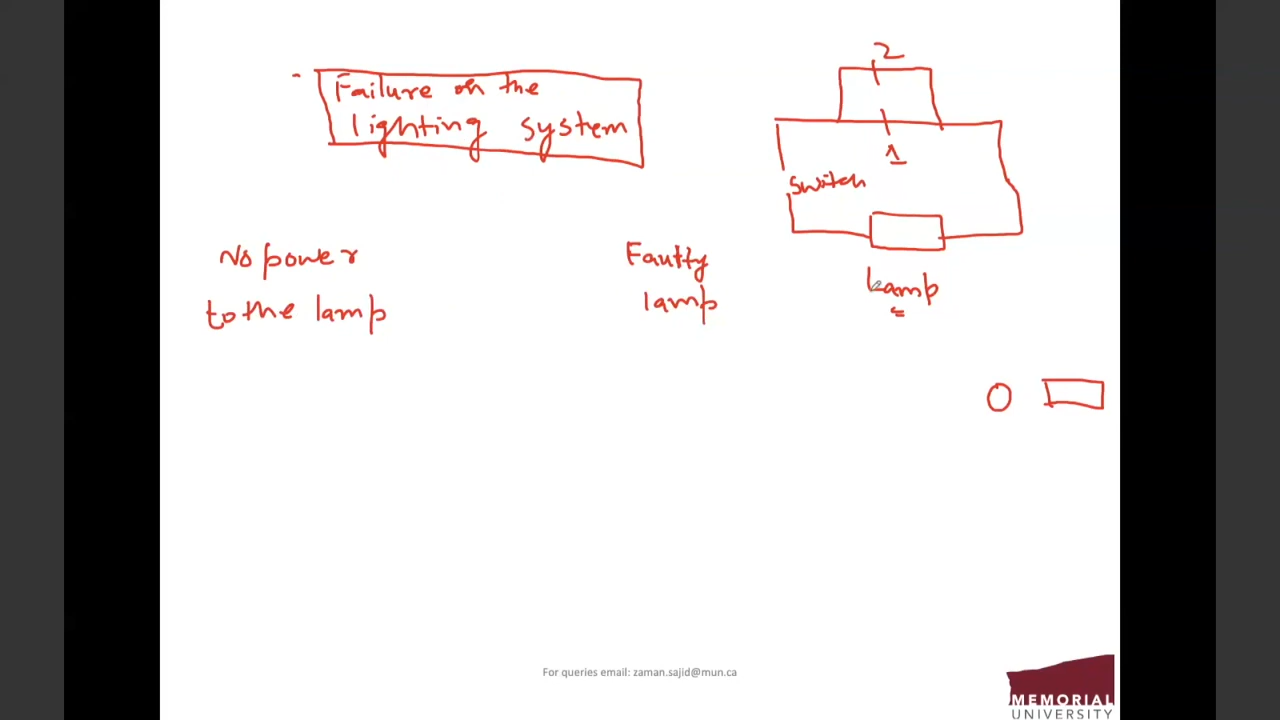 Failure on the
lighting system
2
1
Switch
Lamp
No power
to the lamp
Faulty
lamp
For queries email: zaman.sajid@mun.ca
MEMORIAL
UNIVERSITY